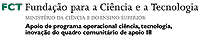 FCT Fundação para a Ciência e a Tecnologia
MINISTÉRIO DA CIÊNCIA E DO ENSINO SUPERIOR
Apoio de programa operacional ciência, tecnologia,
inovação do quadro comunitário de apoio III